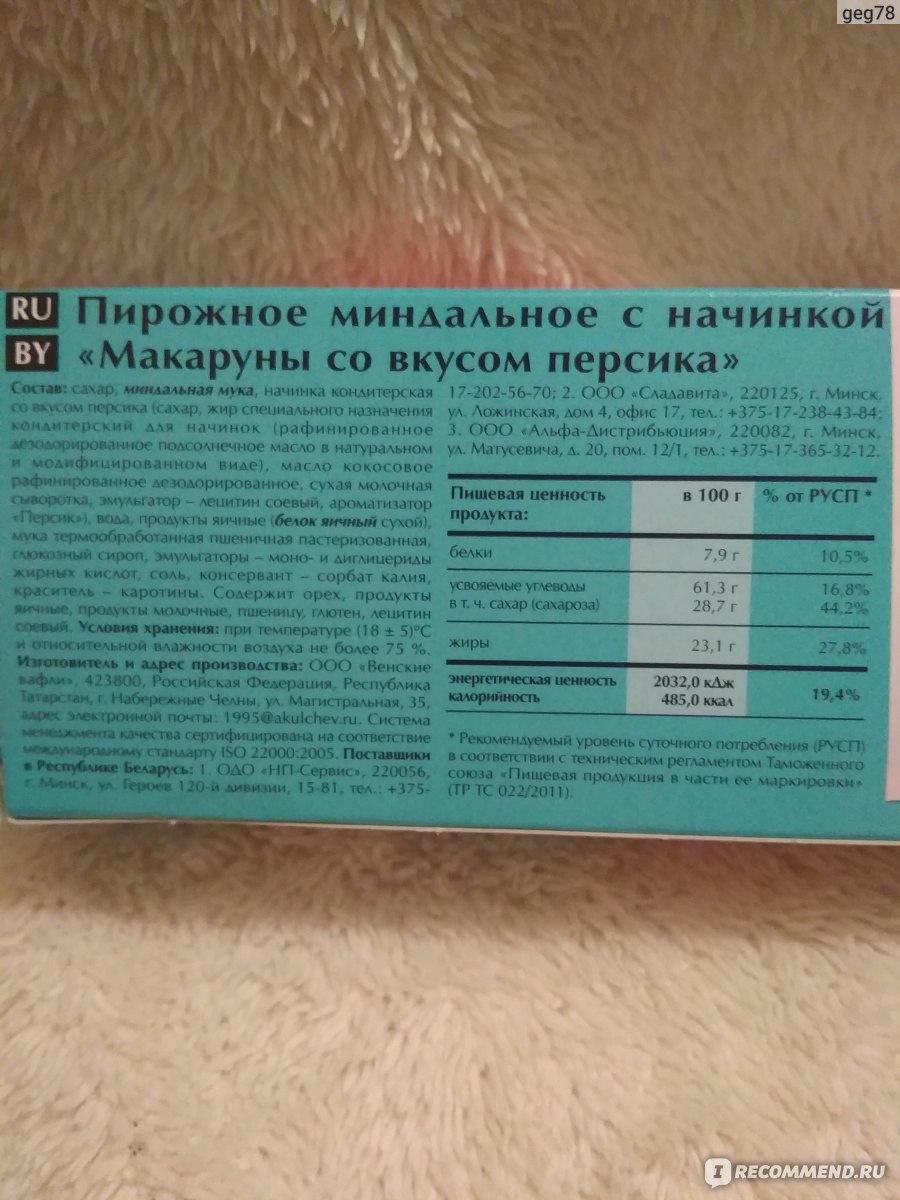 geg78
RU
Пирожное миндальное с начинкой
BY
«Макаруны со вкусом персика»
Состав: сахар, миндальная мука, начинка кондитерская
со вкусом персика (сахар, жир специального назначения
кондитерский для начинок (рафинированное
дезодорированное подсолнечное масло в натуральном
и модифицированном виде), масло кокосовое
рафинированное дезодорированное, сухая молочная
сыворотка, эмульгатор – лецитин соевый, ароматизатор
«Персик»), вода, продукты яичные (белок яичный сухой),
мука термообработанная пшеничная пастеризованная,
глюкозный сироп, эмульгаторы – моно- и диглицериды
жирных кислот, соль, консервант – сорбат калия,
краситель – каротины. Содержит орех, продукты
яичные, продукты молочные, пшеницу, глютен, лецитин
соевый. Условия хранения: при температуре (18 ± 5)°С
и относительной влажности воздуха не более 75 %.
Изготовитель и адрес производства: ООО «Венские
вафли», 423800, Российская Федерация, Республика
Татарстан, г. Набережные Челны, ул. Магистральная, 35,
адрес электронной почты: 1995@akulchev.ru. Система
менеджмента качества сертифицирована на соответствие
международному стандарту ISO 22000:2005. Поставщики
в Республике Беларусь: 1. ОДО «НП-Сервис», 220056,
г. Минск, ул. Героев 120-й дивизии, 15-81, тел.: +375-
17-202-56-70; 2. ООО «Сладавита», 220125, г. Минск,
ул. Ложинская, дом 4, офис 17, тел.: +375-17-238-43-84;
3. ООО «Альфа-Дистрибьюция», 220082, г. Минск,
ул. Матусевича, д. 20, пом. 12/1, тел.: +375-17-365-32-12.
Пищевая ценность в 100 г % от РУСП *
продукта:
белки 7,9 г 10,5%
усвояемые углеводы 61,3 г 16,8%
в т. ч. сахар (сахароза) 28,7 г 44,2%
жиры 23,1 г 27,8%
энергетическая ценность 2032,0 кДж
калорийность 485,0 ккал 19,4%
* Рекомендуемый уровень суточного потребления (РУСП)
в соответствии с техническим регламентом Таможенного
союза «Пищевая продукция в части ее маркировки»
(ТР ТС 022/2011).
IRECOMMEND.RU